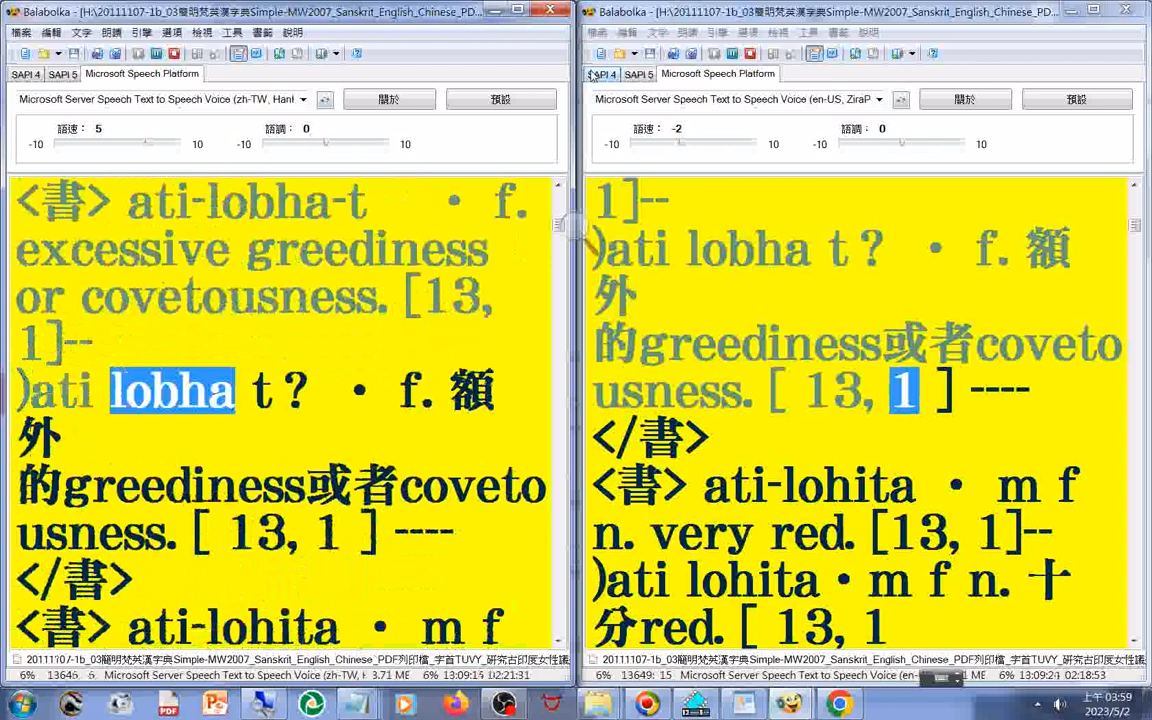 Balabolka - [H:\20111107-1b_03簡明梵英漢字典Simple-MW2007_Sanskrit_English_Chinese_PD...
檔案 編輯 文字 朗讀 引擎 選項 檢視 工具 書籤 說明
SAPI 4 SAPI 5 Microsoft Speech Platform
Microsoft Server Speech Text to Speech Voice (zh-TW, Hanl
關於 預設
語速： 5 語調： 0
-10 10 -10 10
<書> ati-lobha-t • f.
excessive greediness
or covetousness. [13,
1]--
)ati lobha t？ • f. 額
外
的greediness或者coveto
usness. [ 13, 1 ] ----
</書>
<書> ati-lohita • m f
20111107-1b_03簡明梵英漢字典Simple-MW2007_Sanskrit_English_Chinese_PDF列印檔_字首TUVY_研究古印度女性議
6% 13646: 5 Microsoft Server Speech Text to Speech Voice (zh-TW, 3.71 ME 6% 13:09:14 02:21:31
Balabolka - [H:\20111107-1b_03簡明梵英漢字典Simple-MW2007_Sanskrit_English_Chinese_PD...
檔案 編輯 文字 朗讀 引擎 選項 檢視 工具 書籤 說明
SAPI 4 SAPI 5 Microsoft Speech Platform
Microsoft Server Speech Text to Speech Voice (en-US, ZiraP
關於 預設
語速： -2 語調： 0
-10 10 -10 10
1]--
)ati lobha t？ • f. 額
外
的greediness或者coveto
usness. [ 13, 1 ] ----
</書>
<書> ati-lohita • m f
n. very red. [13, 1]--
)ati lohita • m f n. 十
分red. [ 13, 1
20111107-1b_03簡明梵英漢字典Simple-MW2007_Sanskrit_English_Chinese_PDF列印檔_字首TUVY_研究古印度女性議
6% 13649: 15 Microsoft Server Speech Text to Speech Voice (en- ME 6% 13:09:24 02:18:53
上午 03:59
2023/5/2